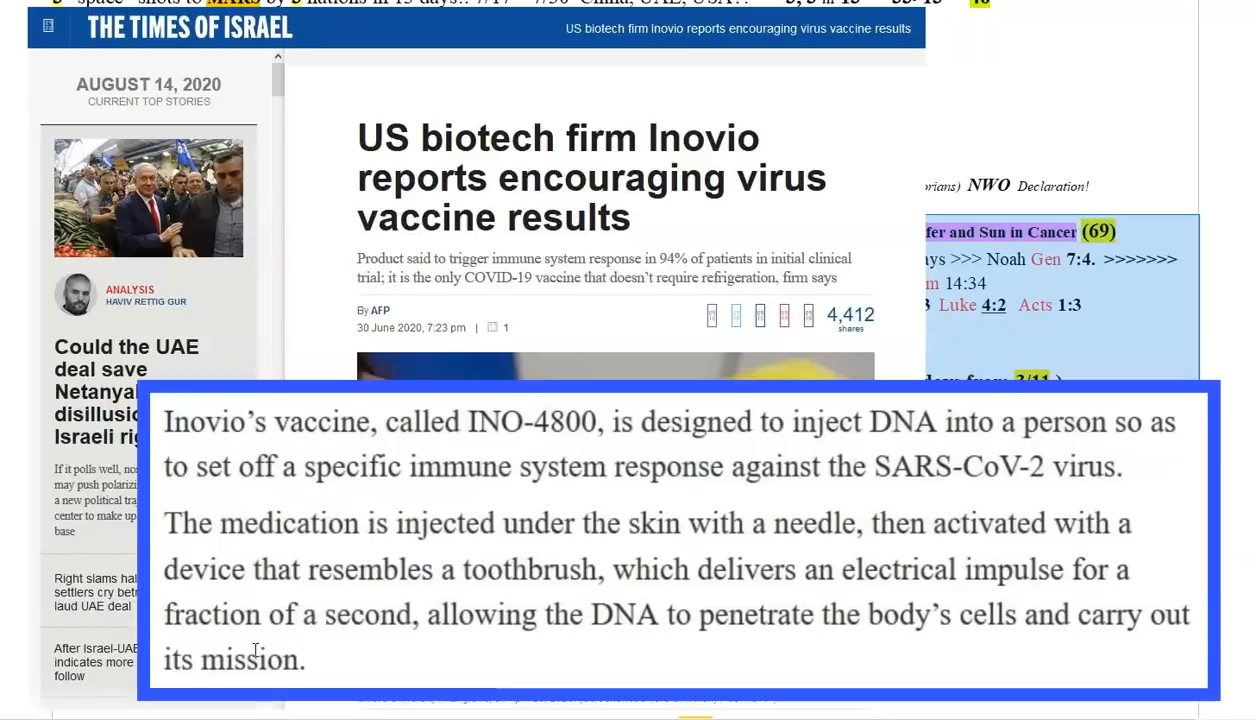 3 "space" shots to MARS by 3 nations in 13 days!! 7/17 - 7/30 China, UAE, USA!!
THE TIMES OF ISRAEL
US biotech firm Inovio reports encouraging virus vaccine results
AUGUST 14, 2020
CURRENT TOP STORIES
ANALYSIS
HAVIV RETTIG GUR
Could the UAE
deal save
Netanya
disillusi
Israeli ri
If it polls well, no
may push polariz
a new political tra
center to make up
base
Right slams hal
settlers cry bet
laud UAE deal
After Israel-UAE
indicates more
follow
US biotech firm Inovio
reports encouraging virus
vaccine results
Product said to trigger immune system response in 94% of patients in initial clinical
trial; it is the only COVID-19 vaccine that doesn't require refrigeration, firm says
By AFP
30 June 2020, 7:23 pm | 1
4,412
shares
rians) NWO Declaration!
fer and Sun in Cancer (69)
ays >>> Noah Gen 7:4. >>>>>>>
m 14:34
3 Luke 4:2 Acts 1:3
from 3/11 )
Inovio's vaccine, called INO-4800, is designed to inject DNA into a person so as
to set off a specific immune system response against the SARS-CoV-2 virus.
The medication is injected under the skin with a needle, then activated with a
device that resembles a toothbrush, which delivers an electrical impulse for a
fraction of a second, allowing the DNA to penetrate the body's cells and carry out
its mission.